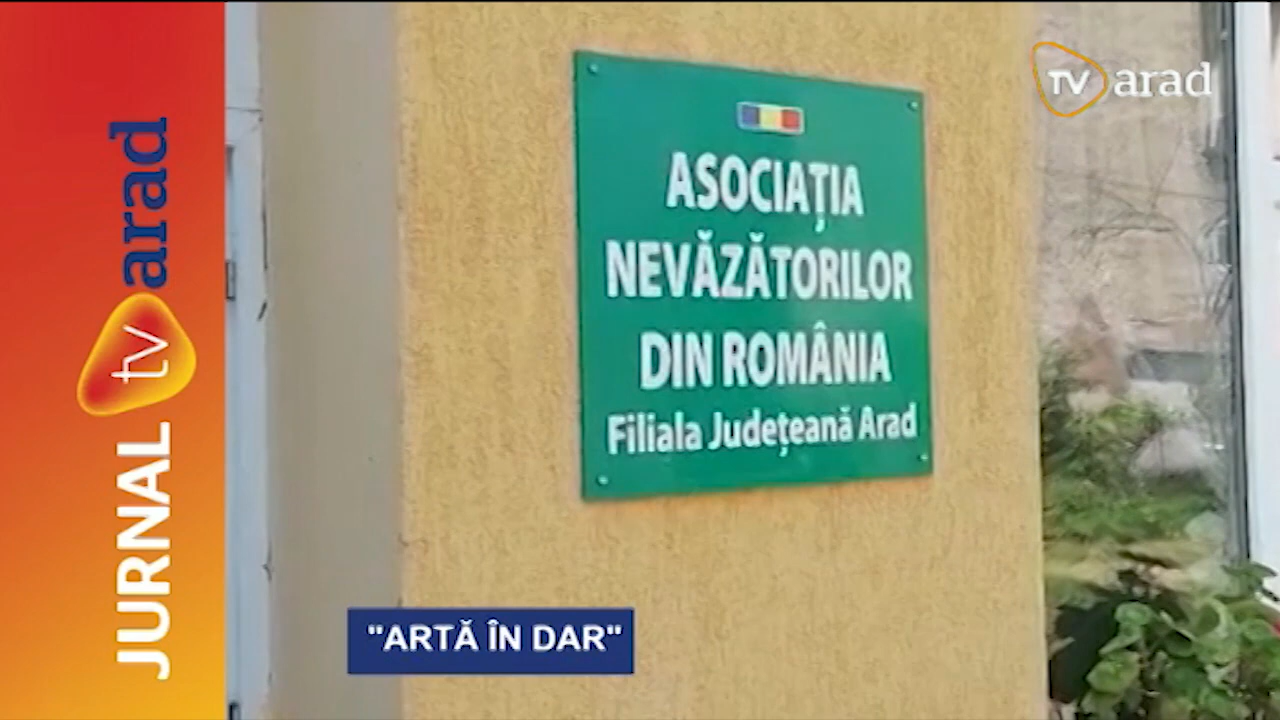 JURNAL tv arad
TV arad
ASOCIAȚIA
NEVĂZĂTORILOR
DIN ROMÂNIA
Filiala Județeană Arad
"ARTĂ ÎN DAR"